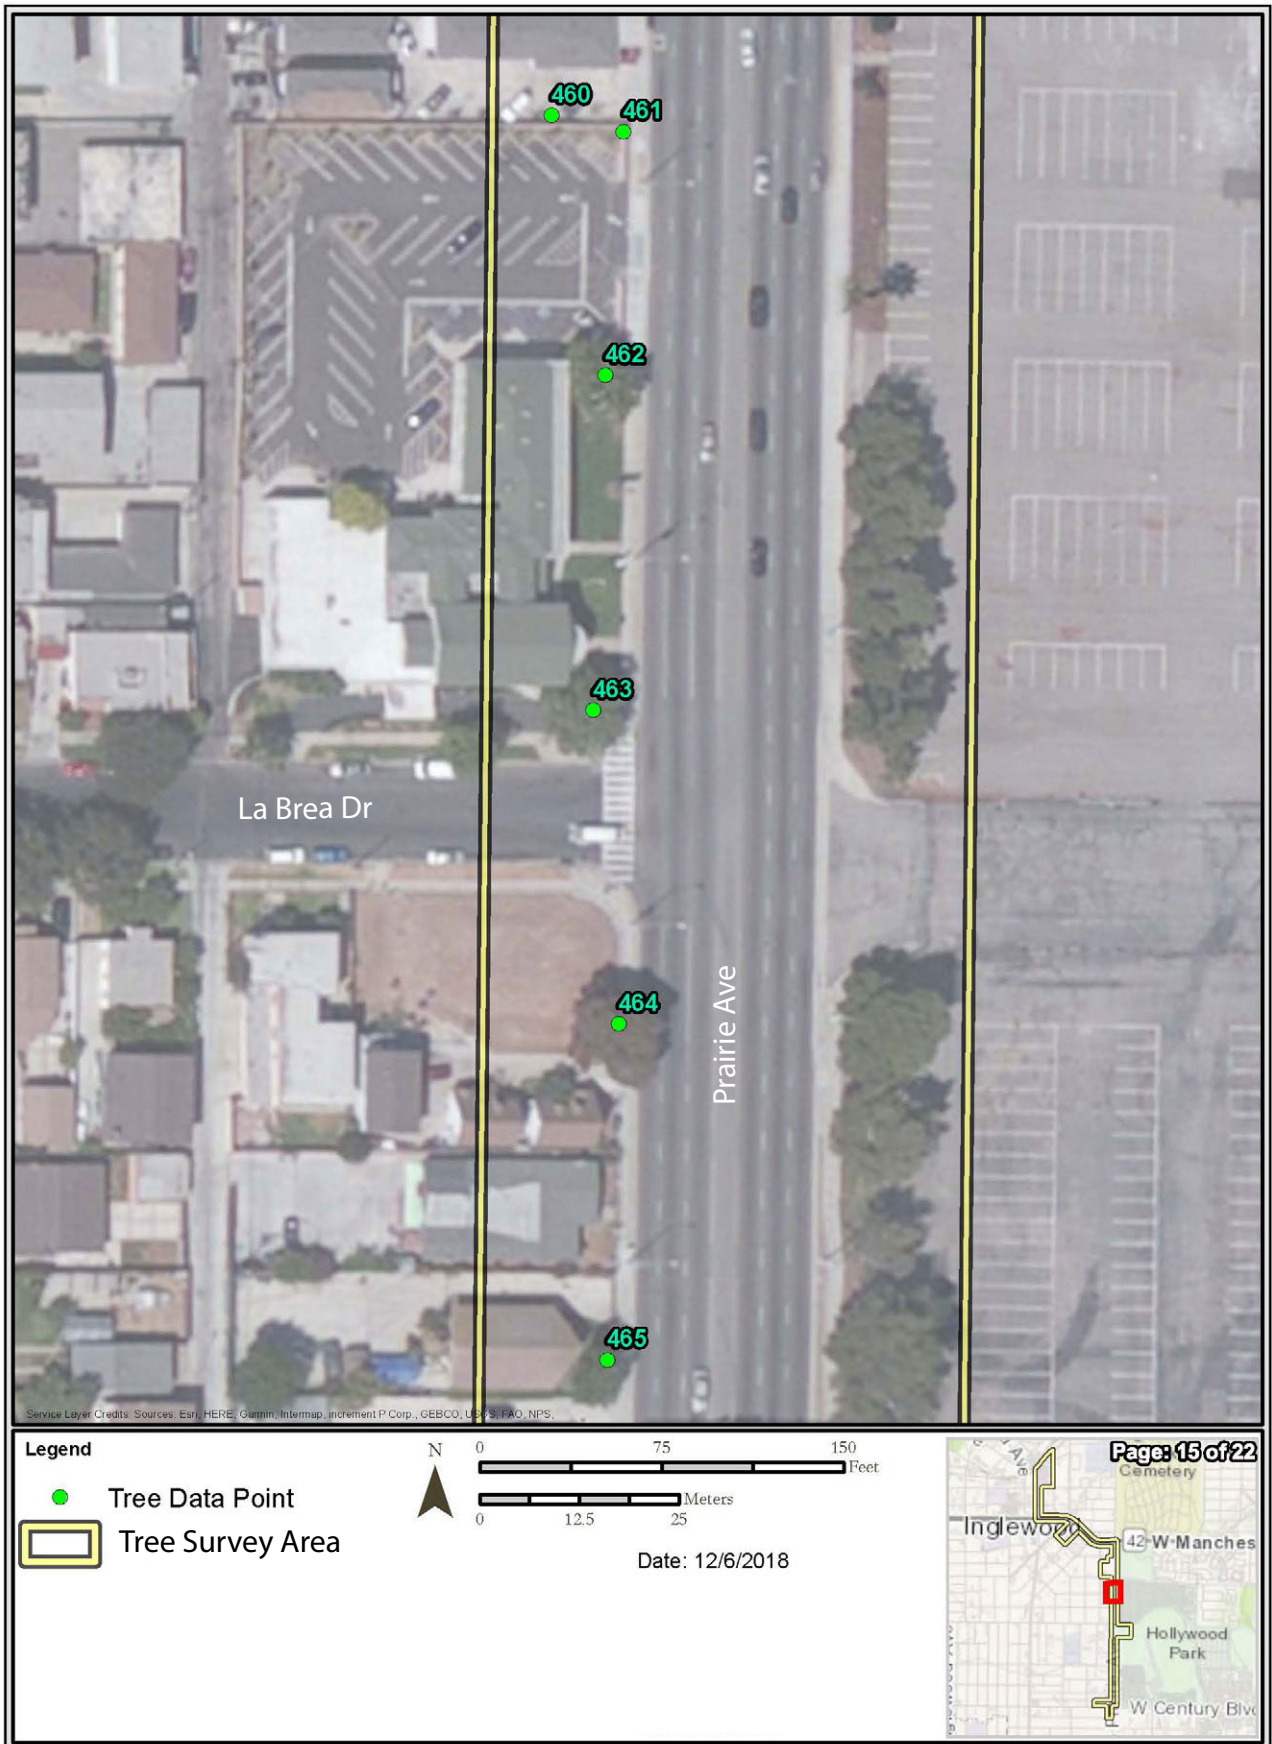 460
461
462
463
La Brea Dr
464
Prairie Ave
465
Service Layer Credits: Sources: Esri, HERE, Garmin, Intermap, increment P Corp., GEBCO, USGS, FAO, NPS,
Legend
Tree Data Point
Tree Survey Area
N
0 75 150
Feet
Meters
0 12.5 25
Date: 12/6/2018
Page: 15 of 22
Ave
Cemetery
Inglewood
42 W Manches
Hollywood
Park
W Century Blv